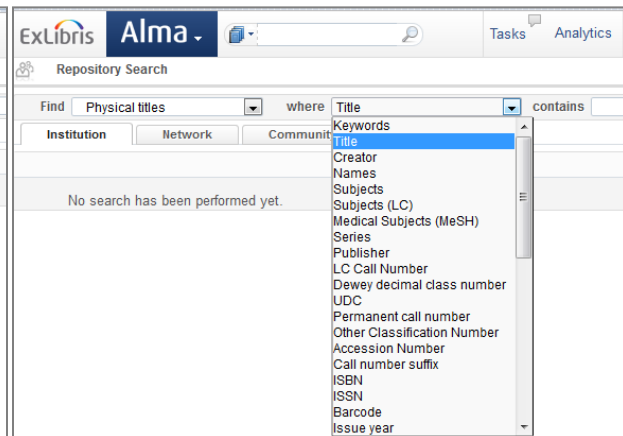 ExLibris Alma Tasks Analytics
Repository Search
Find Physical titles where Title contains
Institution Network Communit
No search has been performed yet.
Keywords
Title
Creator
Names
Subjects
Subjects (LC)
Medical Subjects (MeSH)
Series
Publisher
LC Call Number
Dewey decimal class number
UDC
Permanent call number
Other Classification Number
Accession Number
Call number suffix
ISBN
ISSN
Barcode
Issue year